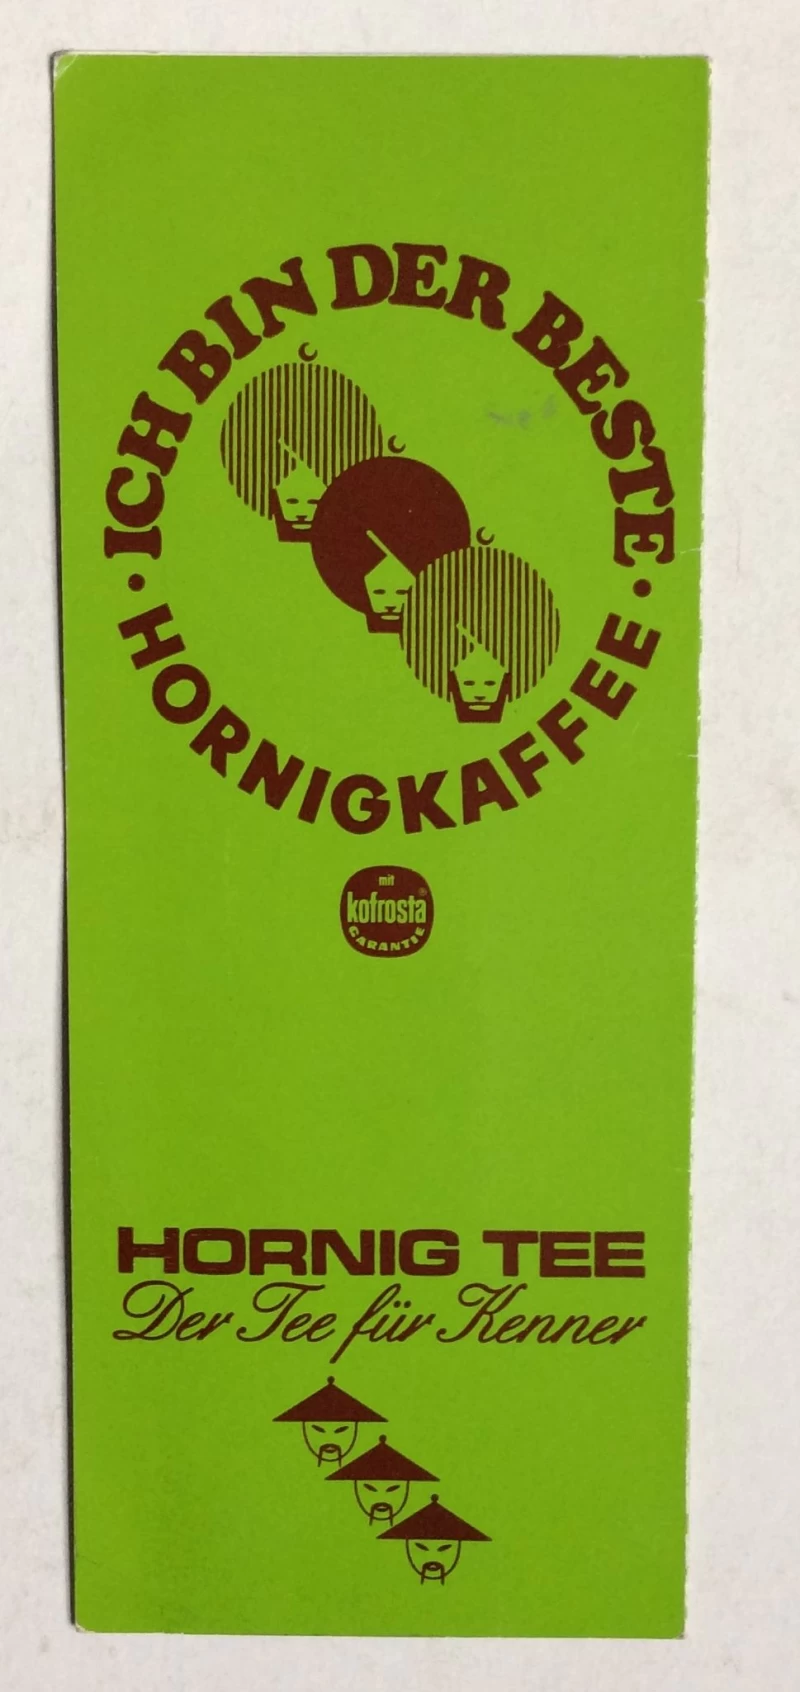 · ICH BIN DER BESTE ·
HORNIGKAFFEE
mit
kofrosta®
GARANTIE
HORNIG TEE
Der Tee für Kenner